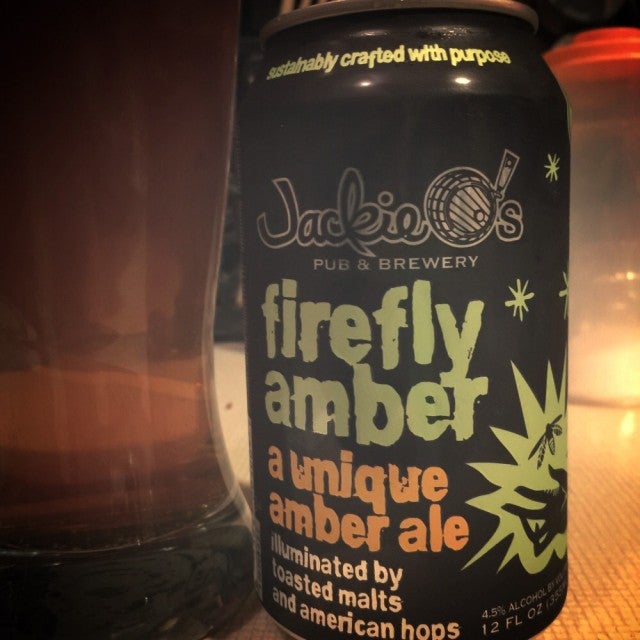 sustainably crafted with purpose
Jackie O's
PUB & BREWERY
firefly
amber
a unique
amber ale
illuminated by
toasted malts
and american hops
4.5% ALCOHOL BY
12 FL OZ